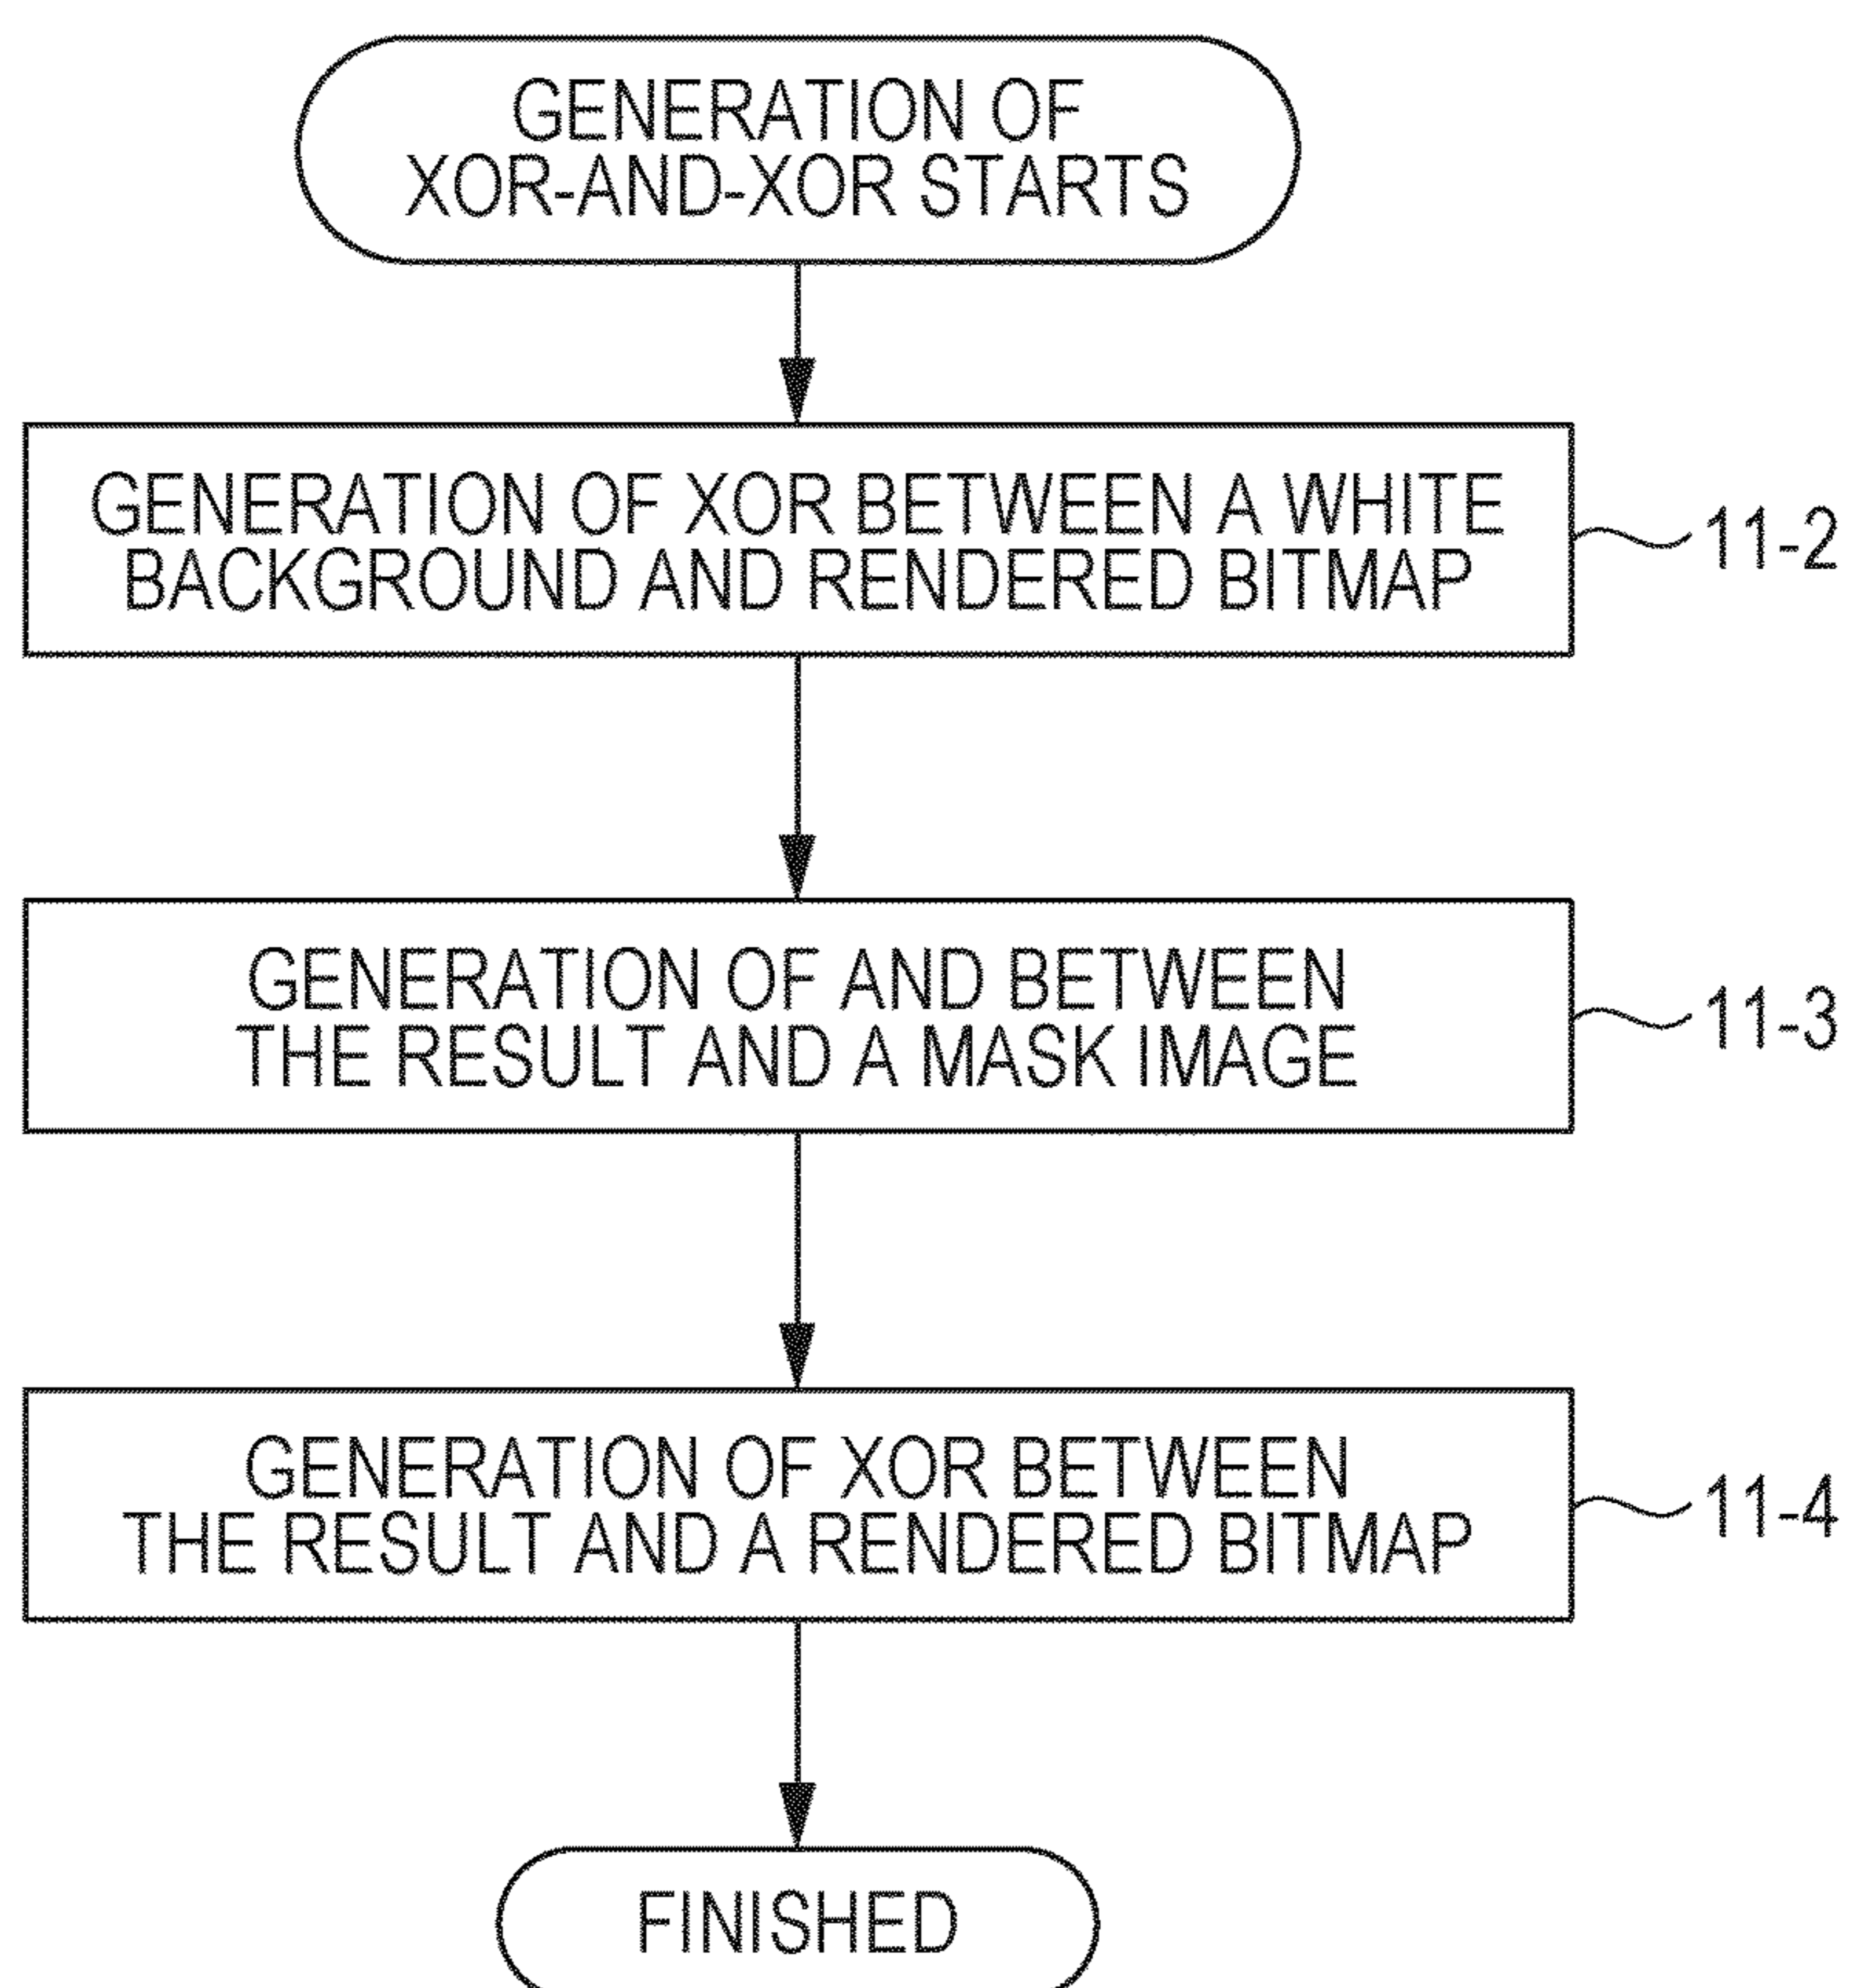 GENERATION OF
XOR-AND-XOR STARTS
GENERATION OF XOR BETWEEN A WHITE
BACKGROUND AND RENDERED BITMAP
11-2
GENERATION OF AND BETWEEN
THE RESULT AND A MASK IMAGE
11-3
GENERATION OF XOR BETWEEN
THE RESULT AND A RENDERED BITMAP
11-4
FINISHED